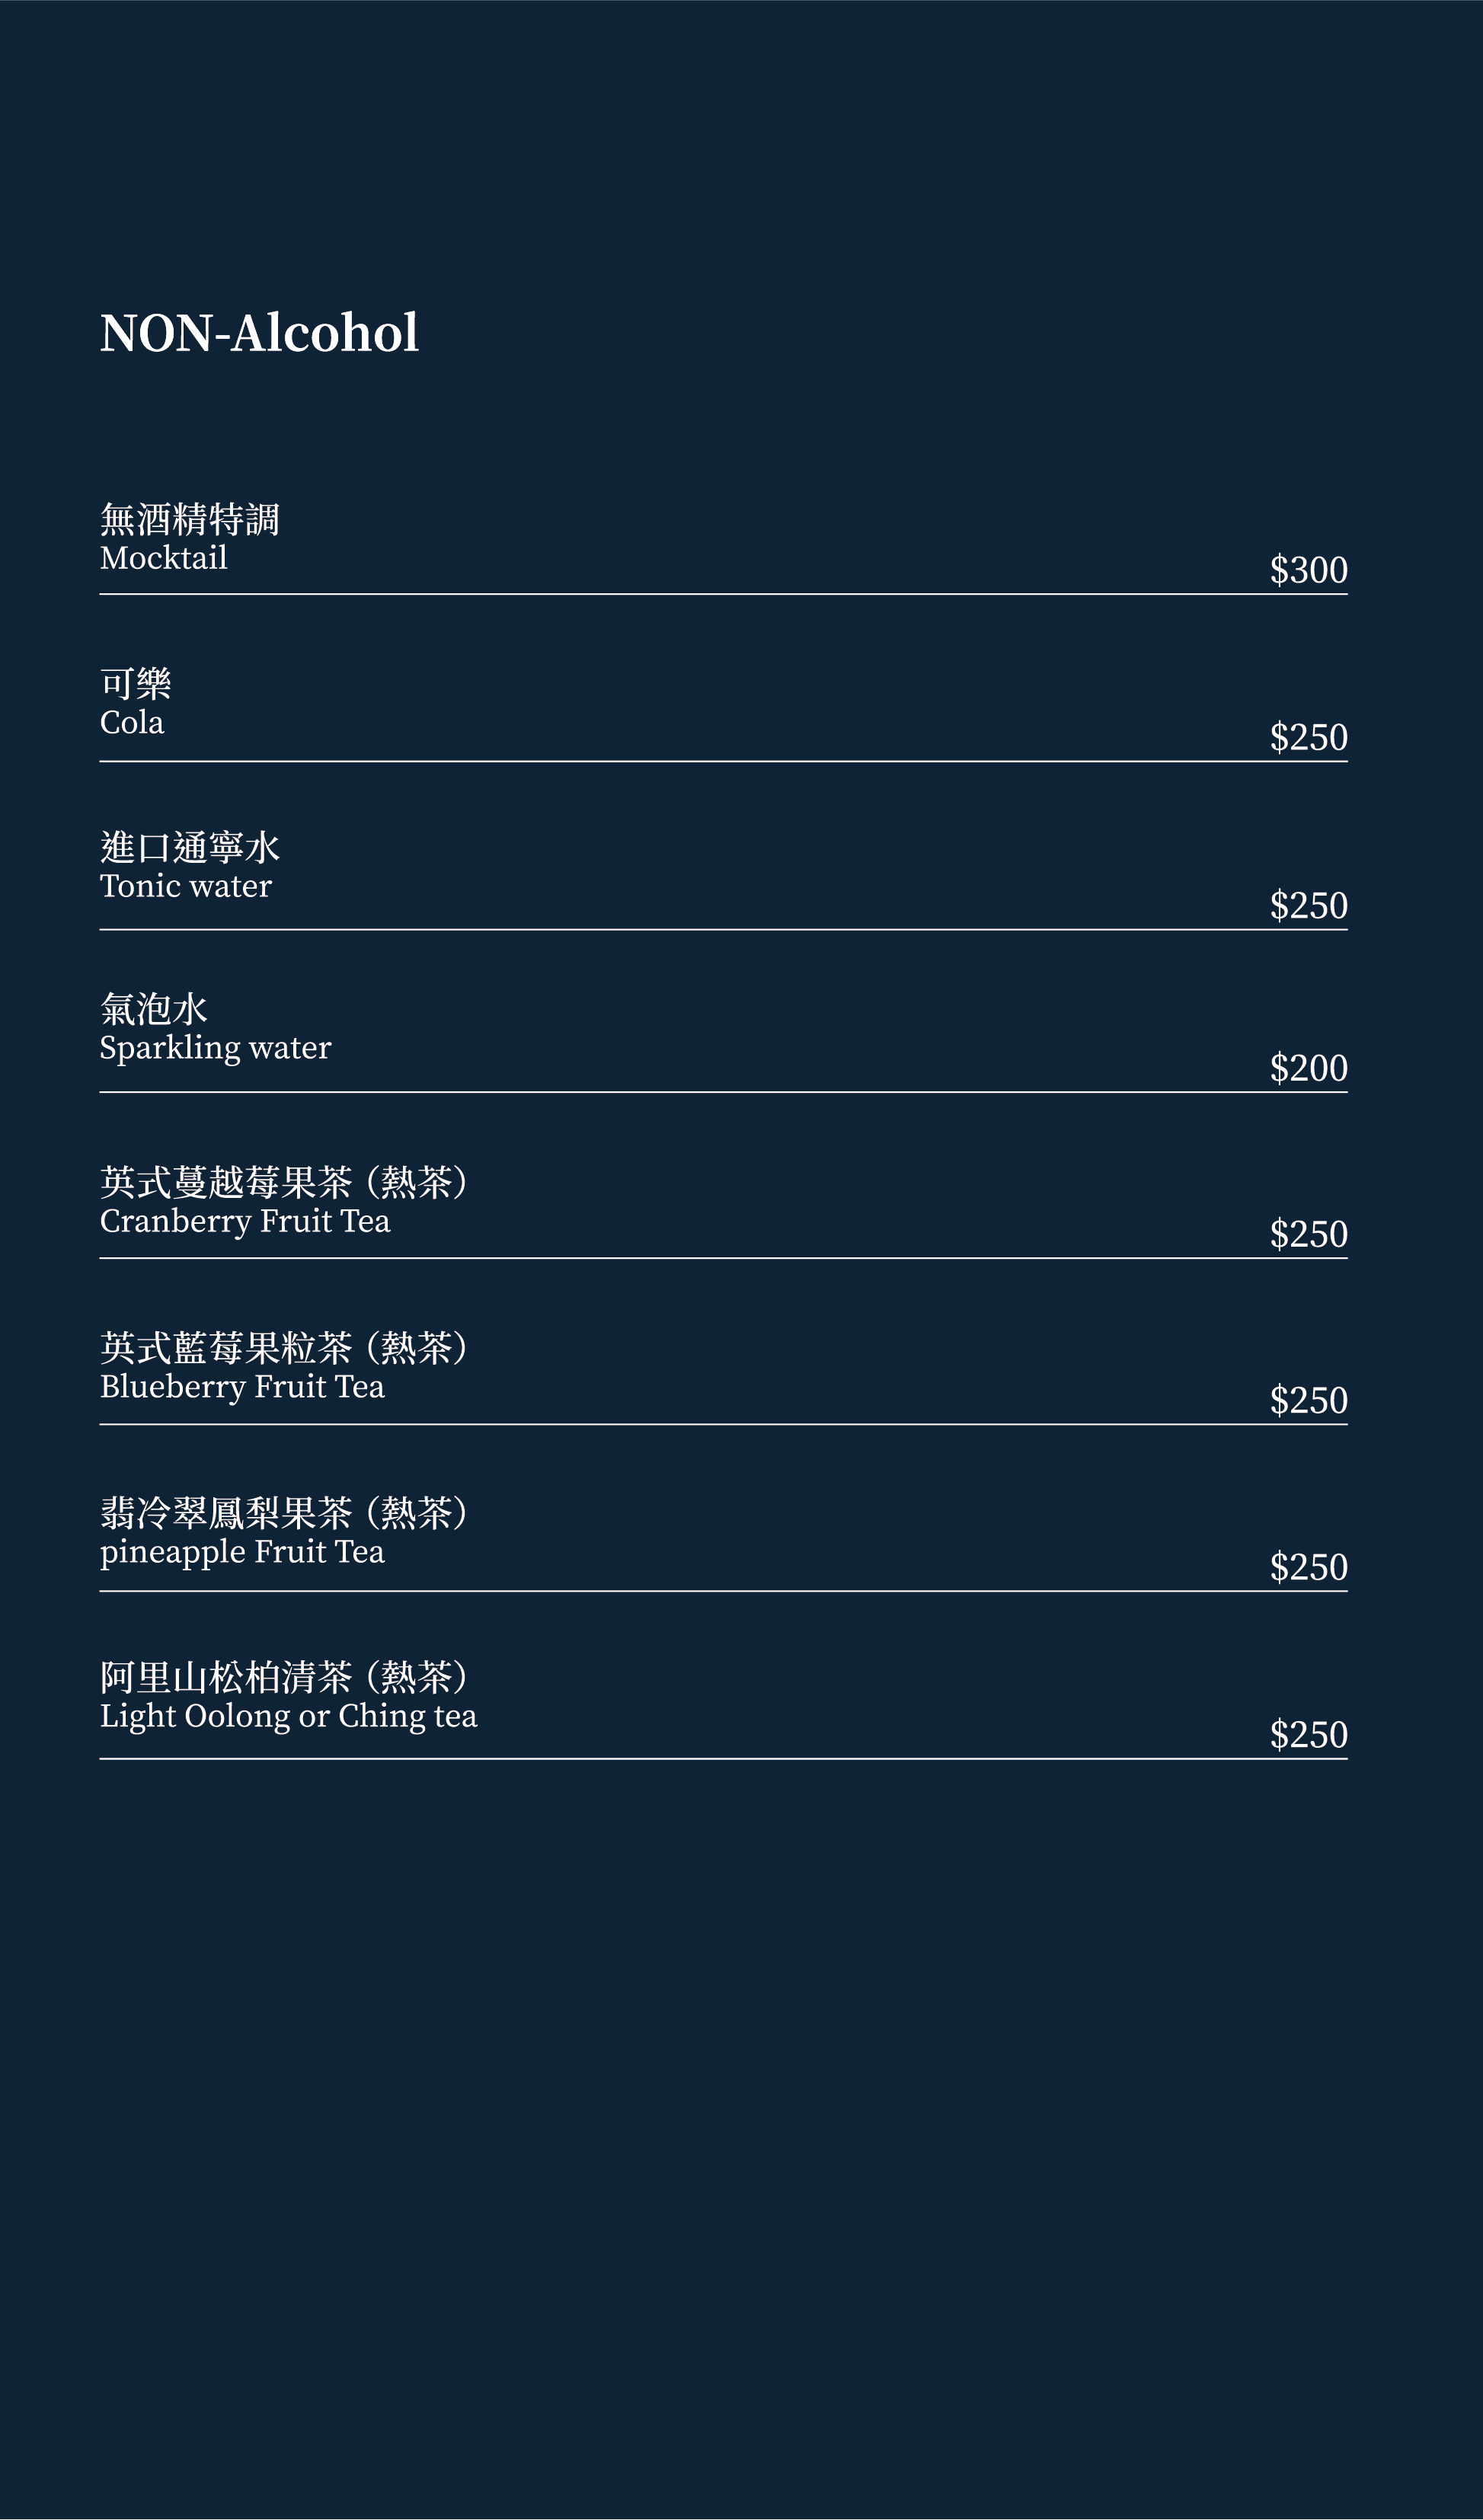 NON-Alcohol
無酒精特調
Mocktail
$300
可樂
Cola
$250
進口通寧水
Tonic water
$250
氣泡水
Sparkling water
$200
英式蔓越莓果茶（熱茶）
Cranberry Fruit Tea
$250
英式藍莓果粒茶（熱茶）
Blueberry Fruit Tea
$250
翡冷翠鳳梨果茶（熱茶）
pineapple Fruit Tea
$250
阿里山松柏清茶（熱茶）
Light Oolong or Ching tea
$250